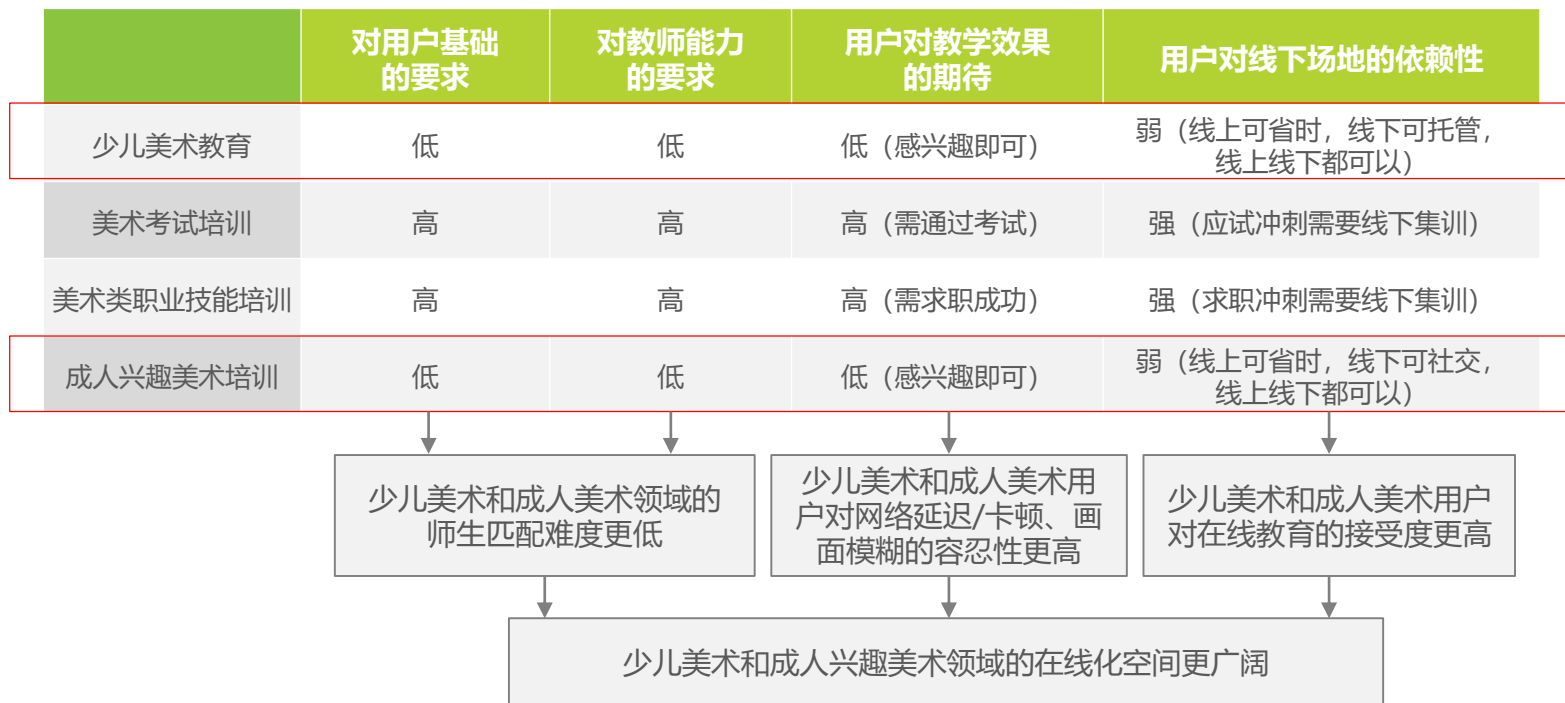 对用户基础
的要求
对教师能力
的要求
用户对教学效果
的期待
用户对线下场地的依赖性
少儿美术教育
低
低
低（感兴趣即可）
弱（线上可省时，线下可托管，
线上线下都可以）
美术考试培训
高
高
高（需通过考试）
强（应试冲刺需要线下集训）
美术类职业技能培训
高
高
高（需求职成功）
强（求职冲刺需要线下集训）
成人兴趣美术培训
低
低
低（感兴趣即可）
弱（线上可省时，线下可社交，
线上线下都可以）
少儿美术和成人美术领域的
师生匹配难度更低
少儿美术和成人美术用
户对网络延迟/卡顿、画
面模糊的容忍性更高
少儿美术和成人美术用户
对在线教育的接受度更高
少儿美术和成人兴趣美术领域的在线化空间更广阔